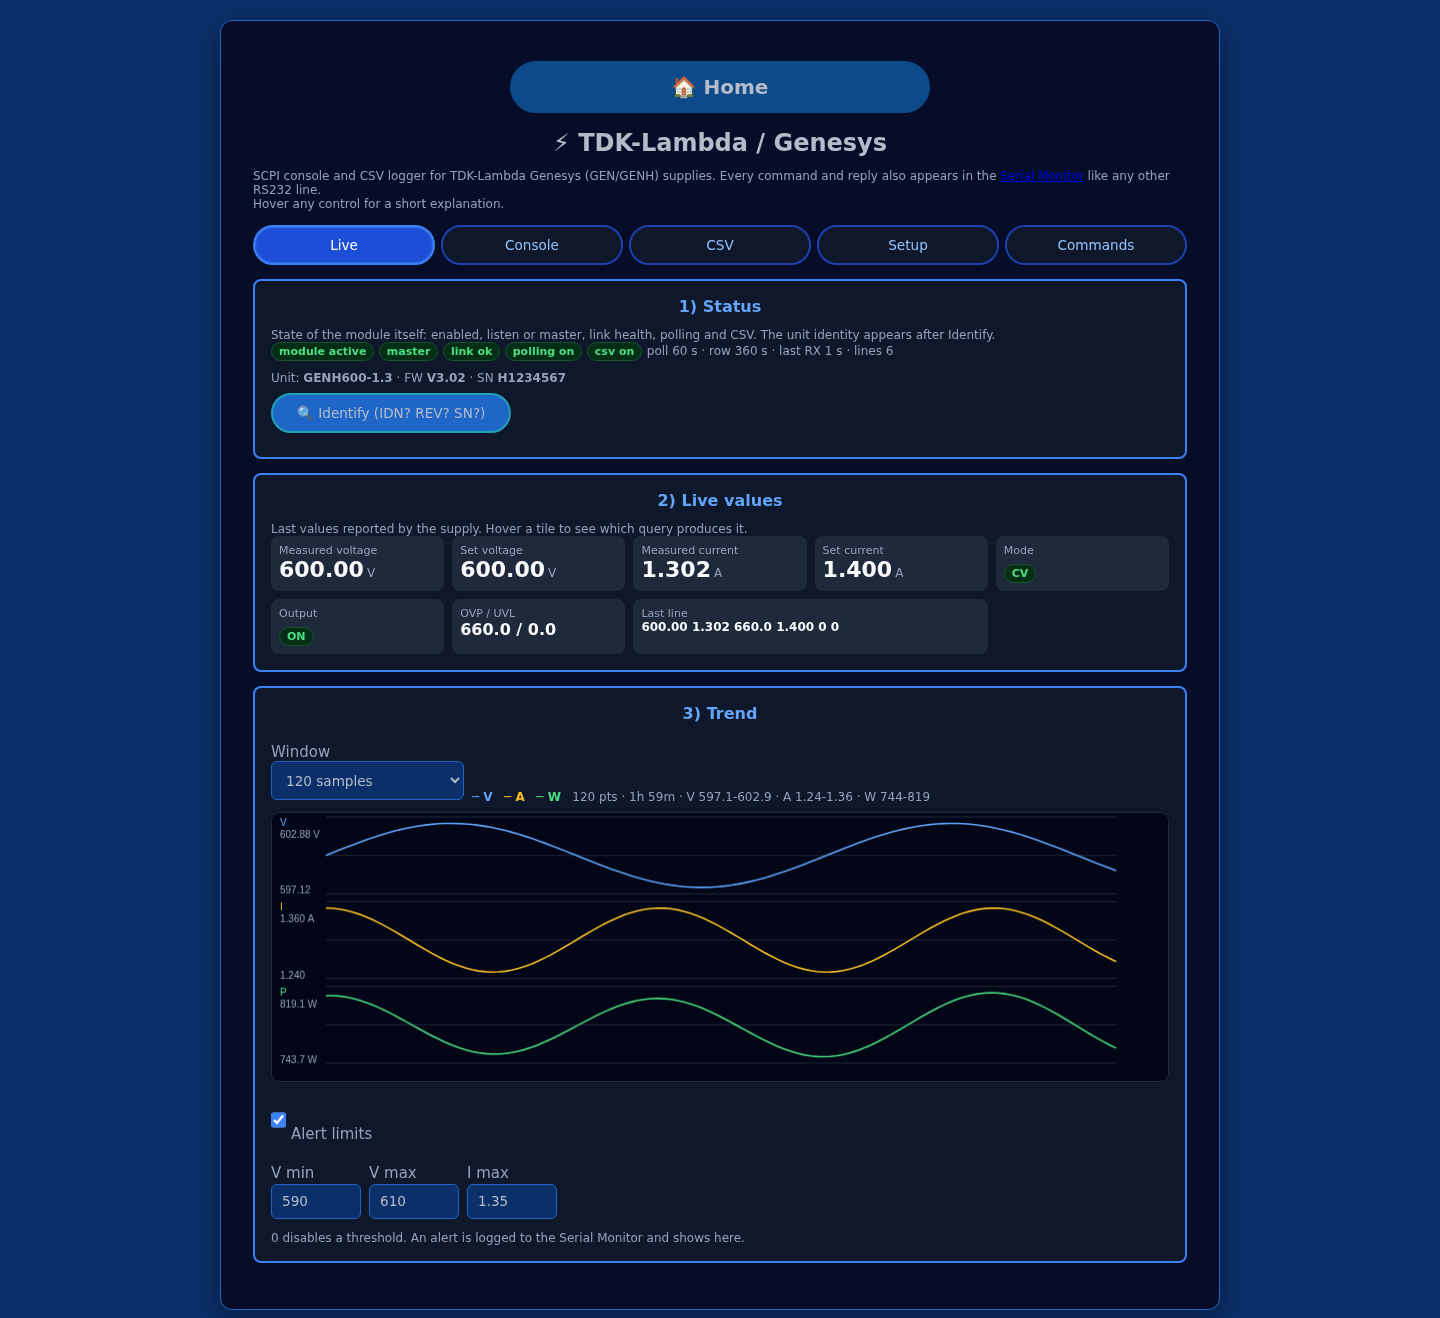 🏠 Home
⚡ TDK-Lambda / Genesys
SCPI console and CSV logger for TDK-Lambda Genesys (GEN/GENH) supplies. Every command and reply also appears in the Serial Monitor like any other
RS232 line.
Hover any control for a short explanation.
Live Console CSV Setup Commands
1) Status
State of the module itself: enabled, listen or master, link health, polling and CSV. The unit identity appears after Identify.
module active master link ok polling on csv on poll 60 s · row 360 s · last RX 1 s · lines 6
Unit: GENH600-1.3 · FW V3.02 · SN H1234567
🔍 Identify (IDN? REV? SN?)
2) Live values
Last values reported by the supply. Hover a tile to see which query produces it.
Measured voltage Set voltage Measured current Set current Mode
600.00 V 600.00 V 1.302 A 1.400 A CV
Output OVP / UVL Last line
ON 660.0 / 0.0 600.00 1.302 660.0 1.400 0 0
3) Trend
Window
120 samples
− V − A − W 120 pts · 1h 59m · V 597.1-602.9 · A 1.24-1.36 · W 744-819
V
602.88 V
597.12
I
1.360 A
1.240
P
819.1 W
743.7 W
Alert limits
V min V max I max
590 610 1.35
0 disables a threshold. An alert is logged to the Serial Monitor and shows here.